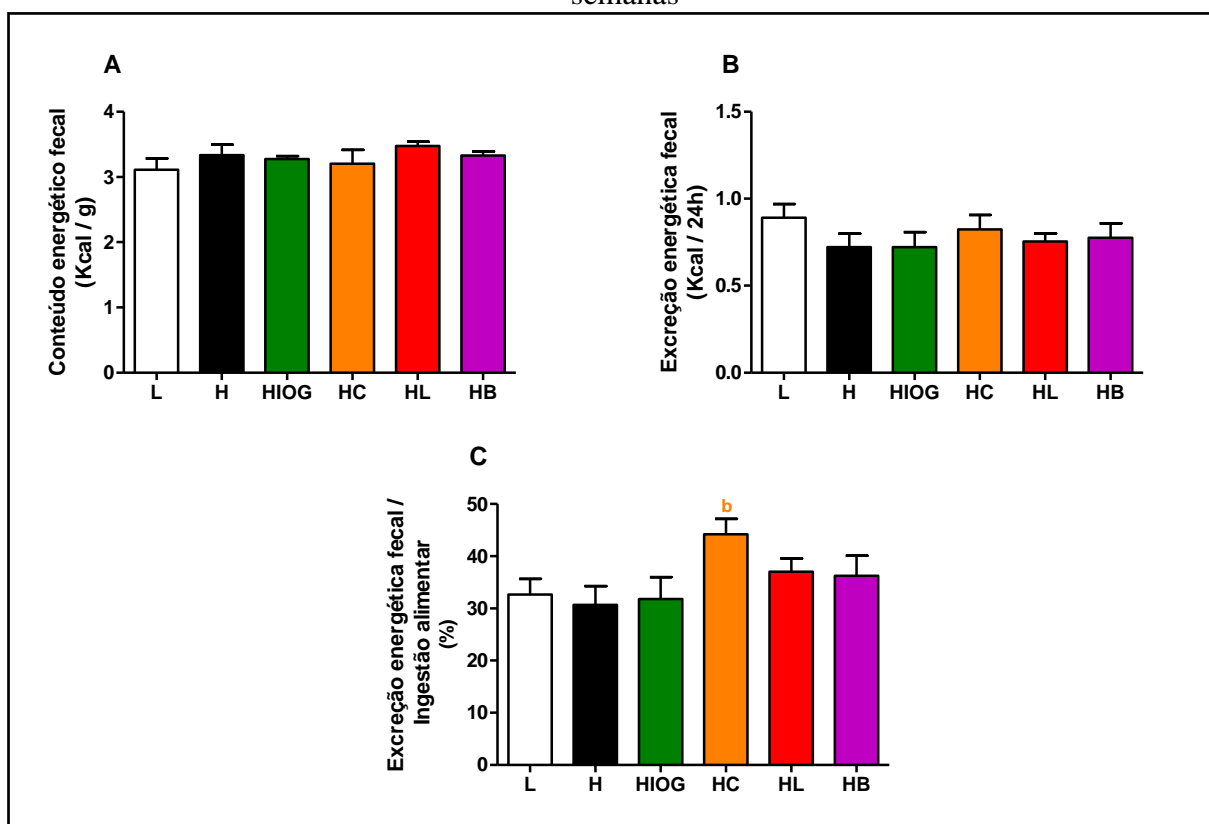 semanas
A
Conteúdo energético fecal
(Kcal / g)
4
3
2
1
0
L H HIOG HC HL HB
B
Excreção energética fecal
(Kcal / 24h)
1.5
1.0
0.5
0.0
L H HIOG HC HL HB
C
Excreção energética fecal /
Ingestão alimentar
(%)
50
40
30
20
10
0
b
L H HIOG HC HL HB